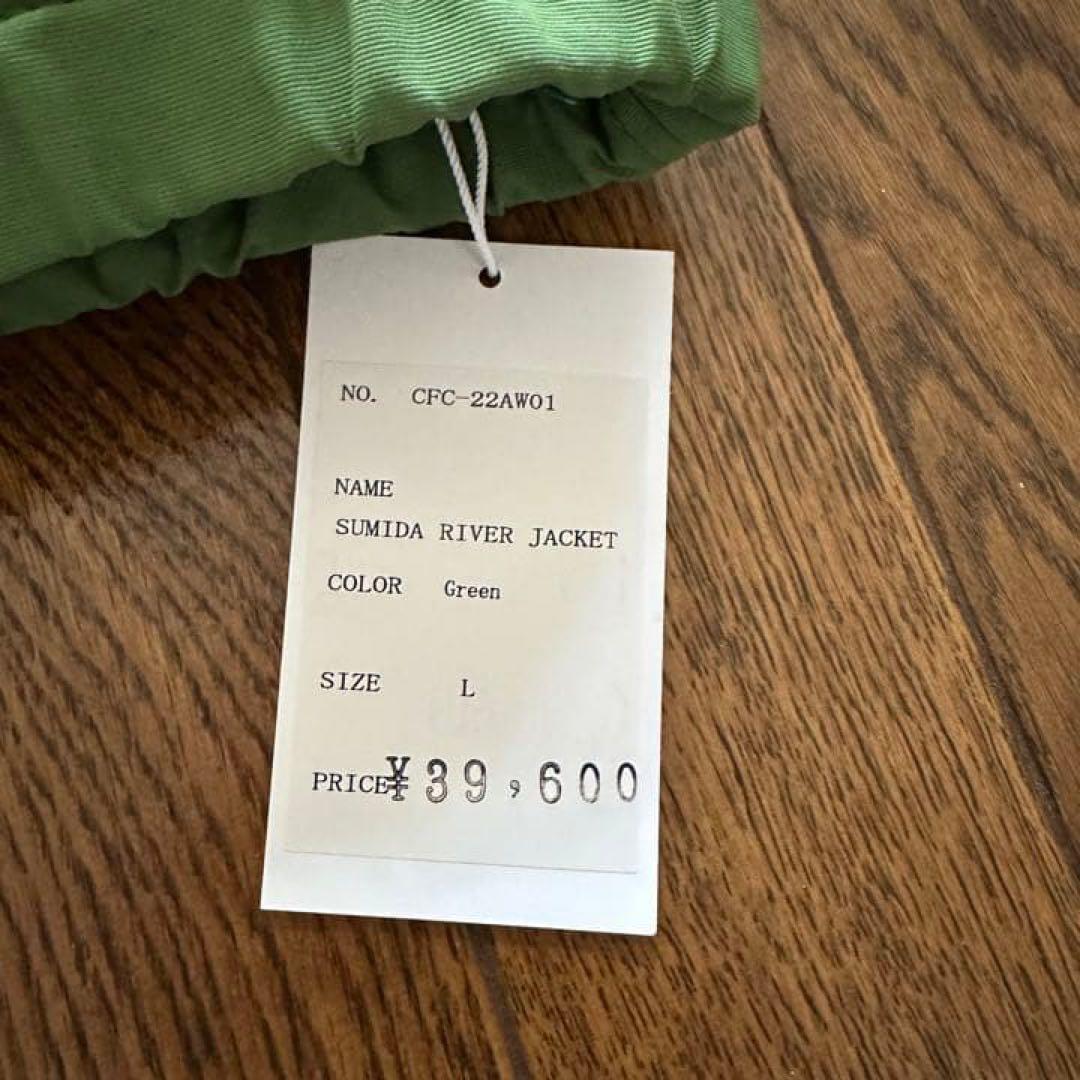 NO. CFC-22AW01
NAME
SUMIDA RIVER JACKET
COLOR Green
SIZE L
PRICE ¥39,600